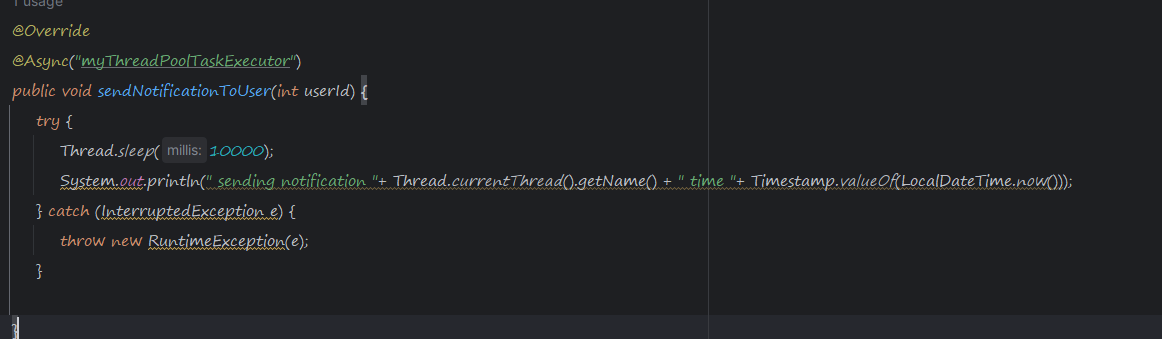 1 usage
@Override
@Async("myThreadPoolTaskExecutor")
public void sendNotificationToUser(int userId) {
try {
Thread.sleep( millis: 10000);
System.out.println(" sending notification "+ Thread.currentThread().getName() + " time "+ Timestamp.valueOf(LocalDateTime.now()));
} catch (InterruptedException e) {
throw new RuntimeException(e);
}
}